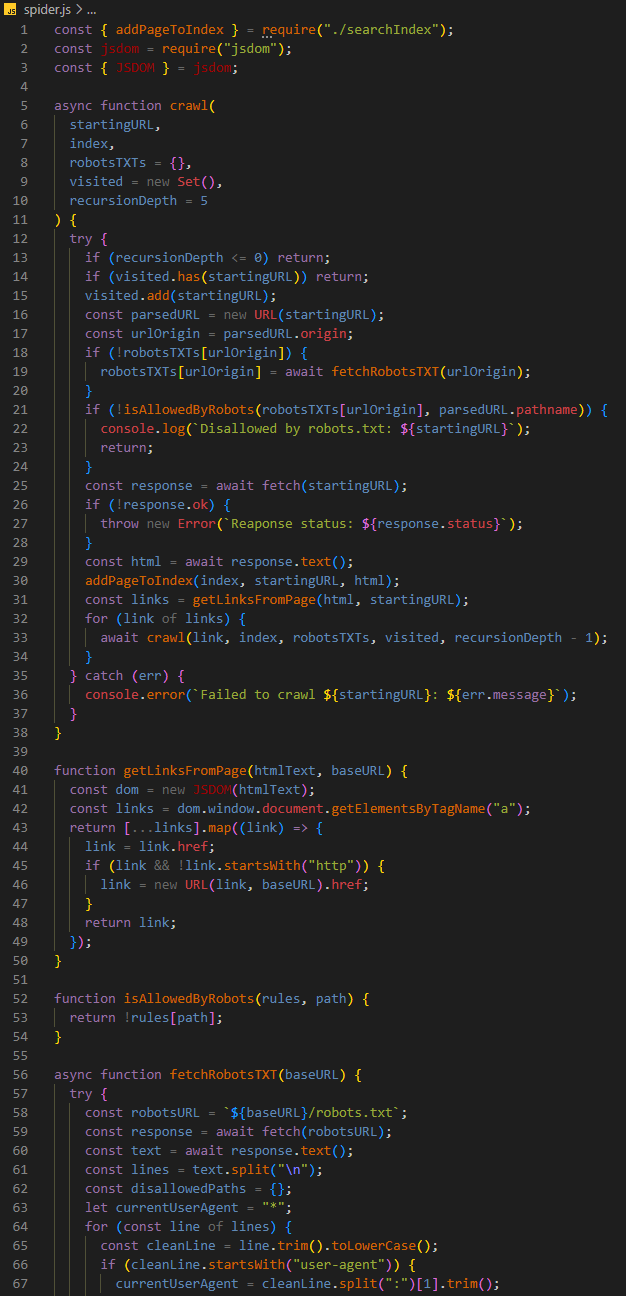 JS spider.js > ...
1 const { addPageToIndex } = require("./searchIndex");
2 const jsdom = require("jsdom");
3 const { JSDOM } = jsdom;
4
5 async function crawl(
6 startingURL,
7 index,
8 robotsTXTs = {},
9 visited = new Set(),
10 recursionDepth = 5
11 ) {
12 try {
13 if (recursionDepth <= 0) return;
14 if (visited.has(startingURL)) return;
15 visited.add(startingURL);
16 const parsedURL = new URL(startingURL);
17 const urlOrigin = parsedURL.origin;
18 if (!robotsTXTs[urlOrigin]) {
19 robotsTXTs[urlOrigin] = await fetchRobotsTXT(urlOrigin);
20 }
21 if (!isAllowedByRobots(robotsTXTs[urlOrigin], parsedURL.pathname)) {
22 console.log(`Disallowed by robots.txt: ${startingURL}`);
23 return;
24 }
25 const response = await fetch(startingURL);
26 if (!response.ok) {
27 throw new Error(`Reaponse status: ${response.status}`);
28 }
29 const html = await response.text();
30 addPageToIndex(index, startingURL, html);
31 const links = getLinksFromPage(html, startingURL);
32 for (link of links) {
33 await crawl(link, index, robotsTXTs, visited, recursionDepth - 1);
34 }
35 } catch (err) {
36 console.error(`Failed to crawl ${startingURL}: ${err.message}`);
37 }
38 }
39
40 function getLinksFromPage(htmlText, baseURL) {
41 const dom = new JSDOM(htmlText);
42 const links = dom.window.document.getElementsByTagName("a");
43 return [...links].map((link) => {
44 link = link.href;
45 if (link && !link.startsWith("http")) {
46 link = new URL(link, baseURL).href;
47 }
48 return link;
49 });
50 }
51
52 function isAllowedByRobots(rules, path) {
53 return !rules[path];
54 }
55
56 async function fetchRobotsTXT(baseURL) {
57 try {
58 const robotsURL = `${baseURL}/robots.txt`;
59 const response = await fetch(robotsURL);
60 const text = await response.text();
61 const lines = text.split("\n");
62 const disallowedPaths = {};
63 let currentUserAgent = "*";
64 for (const line of lines) {
65 const cleanLine = line.trim().toLowerCase();
66 if (cleanLine.startsWith("user-agent")) {
67 currentUserAgent = cleanLine.split(":")[1].trim();